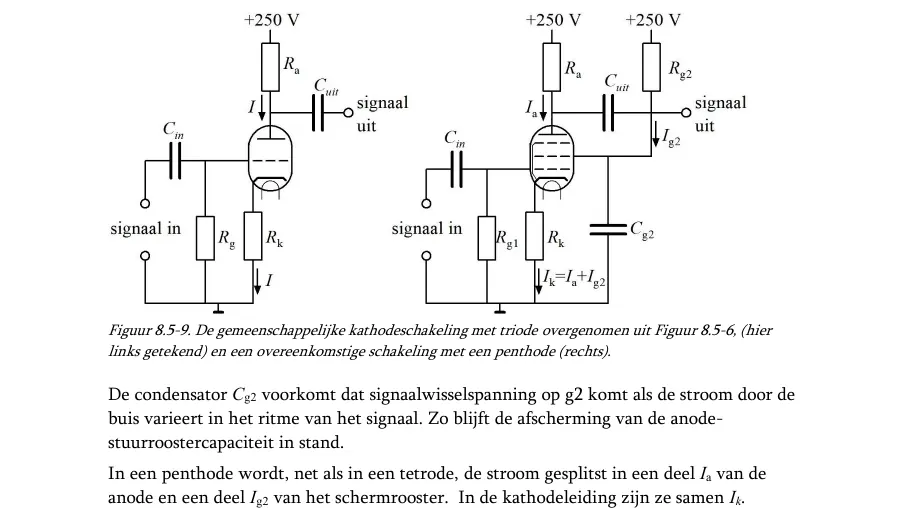 +250 V
Ra
I
Cuit
signaal
uit
Cin
signaal in
Rg
Rk
I
+250 V
+250 V
Ra
Rg2
Cuit
Ia
signaal
uit
Ig2
Cin
signaal in
Rg1
Rk
Cg2
Ik=Ia+Ig2
Figuur 8.5-9. De gemeenschappelijke kathodeschakeling met triode overgenomen uit Figuur 8.5-6, (hier
links getekend) en een overeenkomstige schakeling met een penthode (rechts).
De condensator Cg2 voorkomt dat signaalwisselspanning op g2 komt als de stroom door de
buis varieert in het ritme van het signaal. Zo blijft de afscherming van de anode-
stuurroostercapaciteit in stand.
In een penthode wordt, net als in een tetrode, de stroom gesplitst in een deel Ia van de
anode en een deel Ig2 van het schermrooster. In de kathodeleiding zijn ze samen Ik.